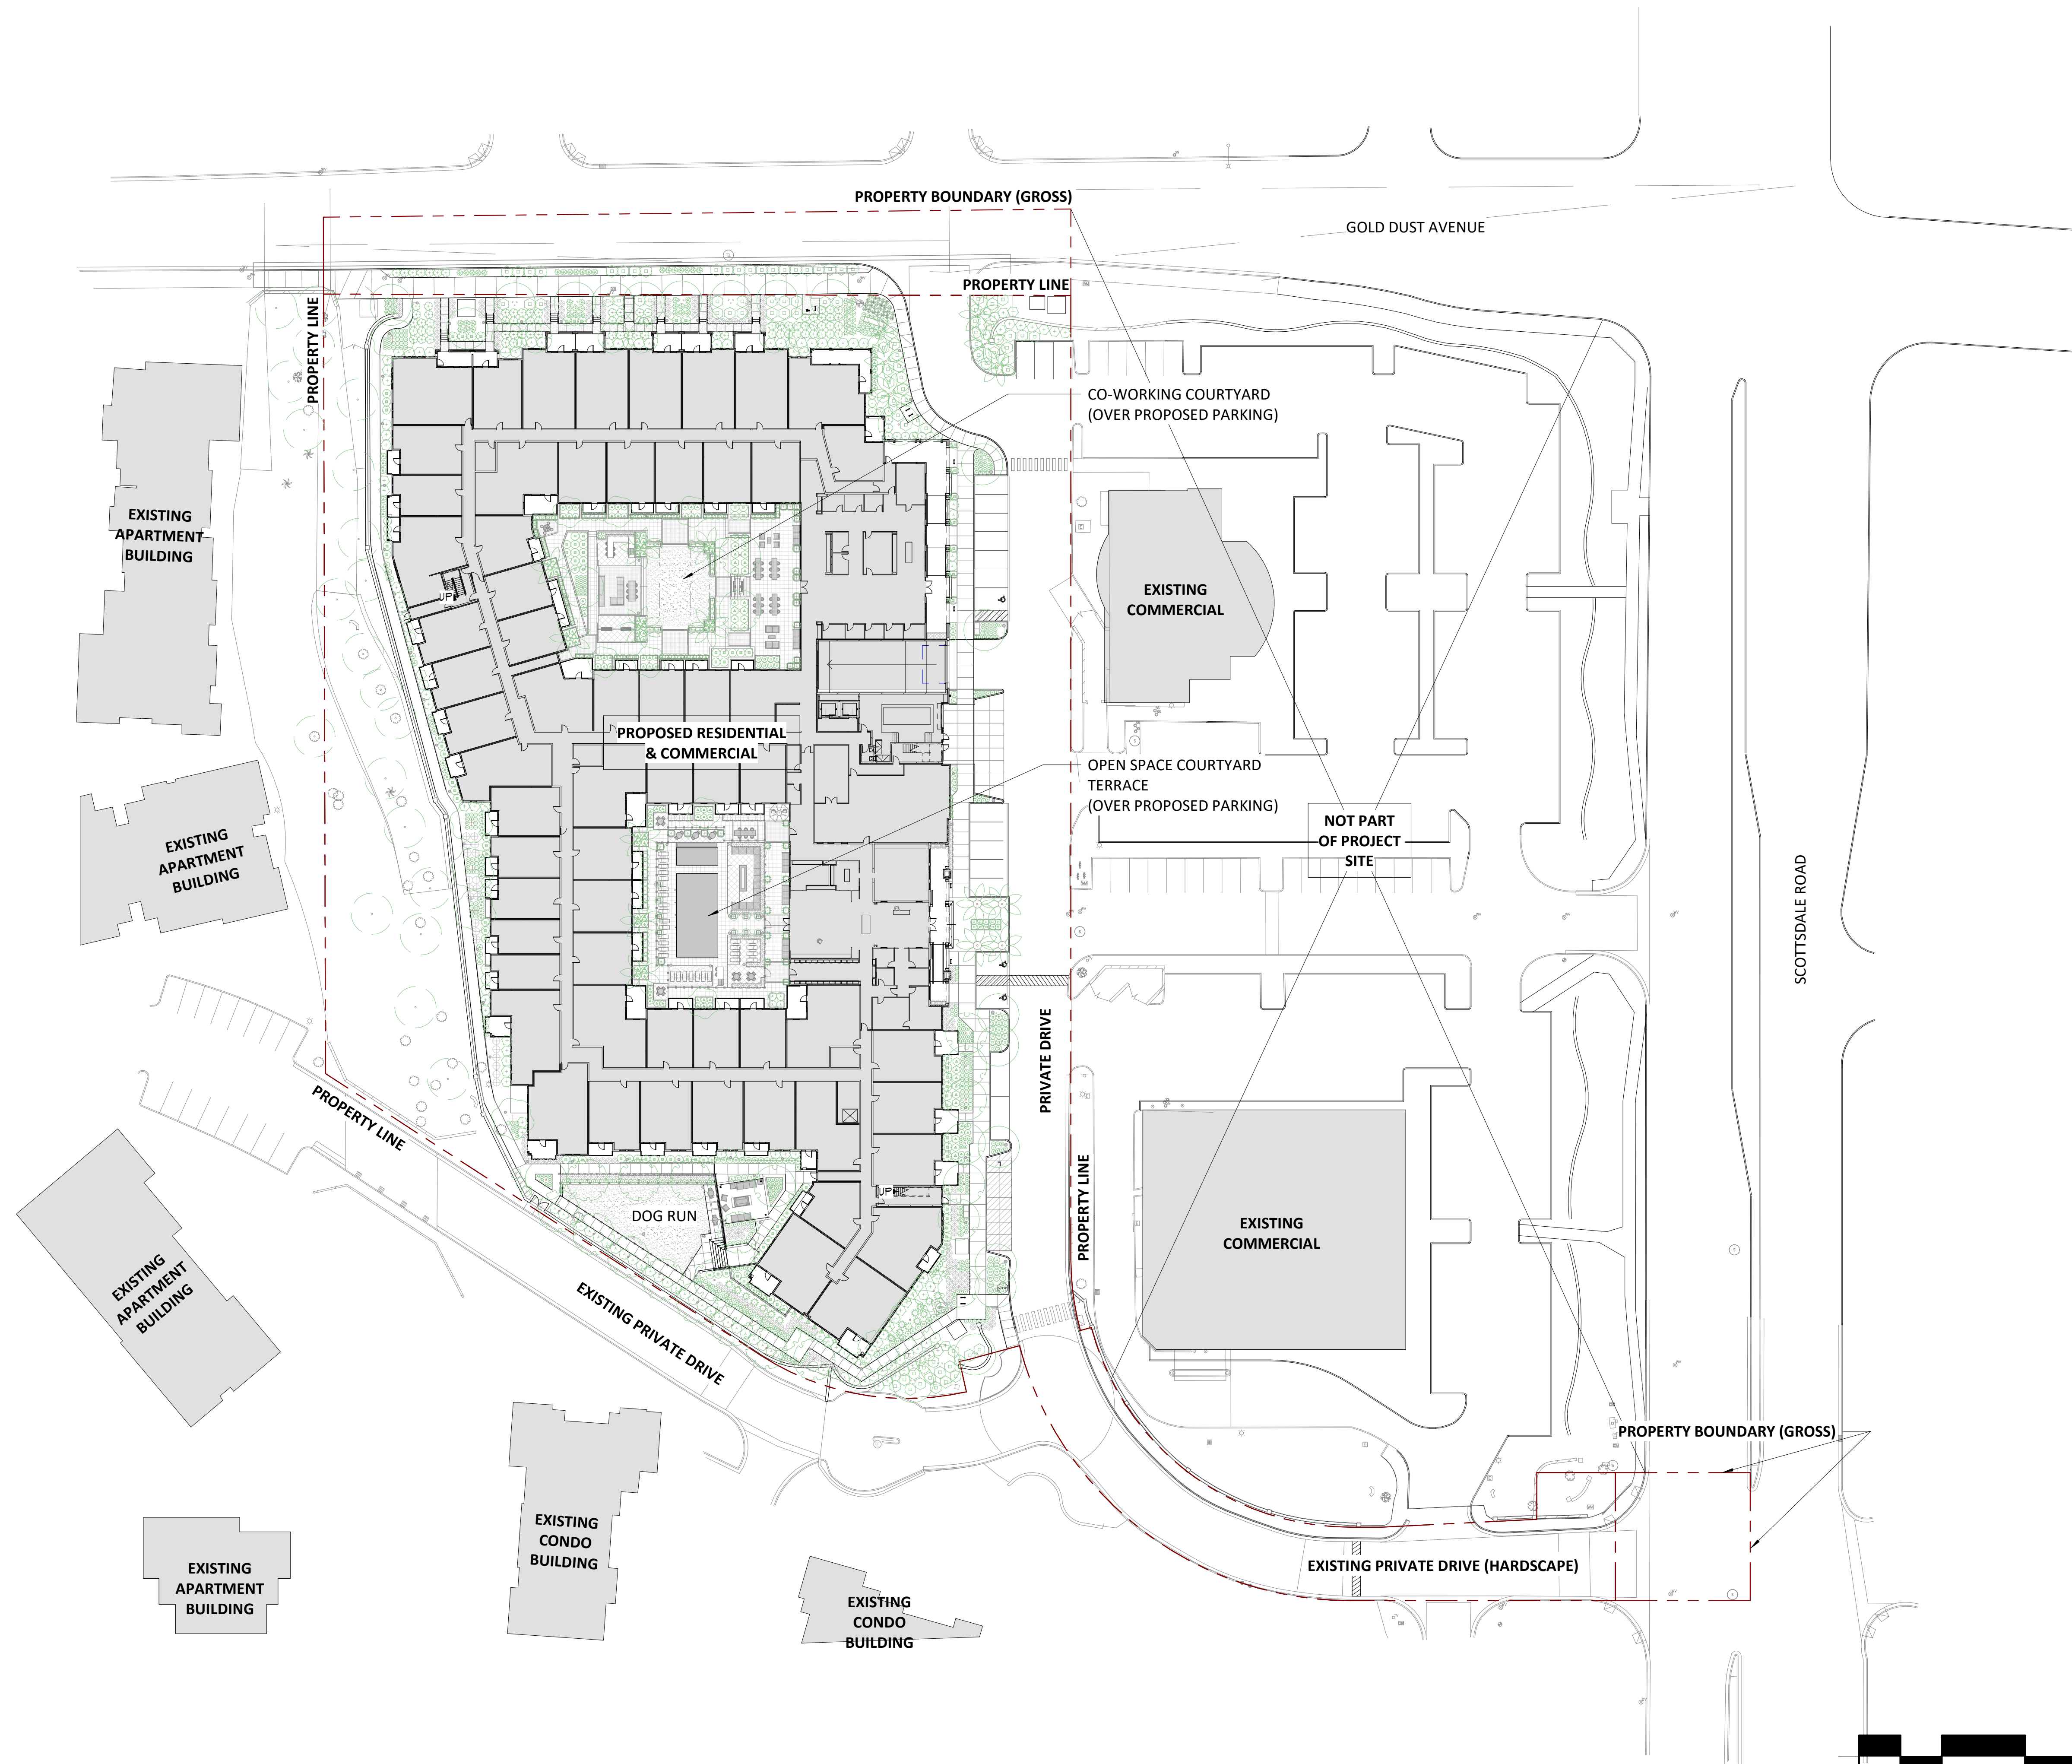 PROPERTY BOUNDARY (GROSS)
GOLD DUST AVENUE
PROPERTY LINE
PROPERTY LINE
CO-WORKING COURTYARD
(OVER PROPOSED PARKING)
EXISTING
APARTMENT
BUILDING
EXISTING
COMMERCIAL
UP
PROPOSED RESIDENTIAL
& COMMERCIAL
OPEN SPACE COURTYARD
TERRACE
(OVER PROPOSED PARKING)
NOT PART
OF PROJECT
SITE
EXISTING
APARTMENT
BUILDING
SCOTTSDALE ROAD
PRIVATE DRIVE
PROPERTY LINE
PROPERTY LINE
UP
DOG RUN
EXISTING
COMMERCIAL
EXISTING
APARTMENT
BUILDING
EXISTING PRIVATE DRIVE
PROPERTY BOUNDARY (GROSS)
EXISTING
CONDO
BUILDING
EXISTING PRIVATE DRIVE (HARDSCAPE)
EXISTING
APARTMENT
BUILDING
EXISTING
CONDO
BUILDING